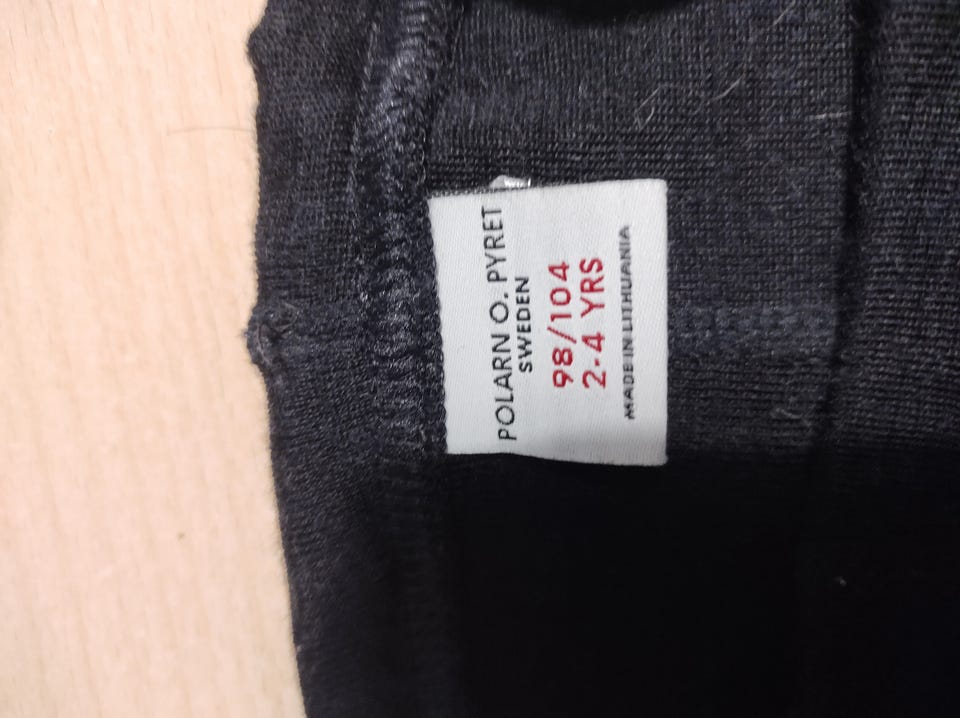 POLARN O. PYRET
SWEDEN
98/104
2-4 YRS
MADE IN LITHUANIA